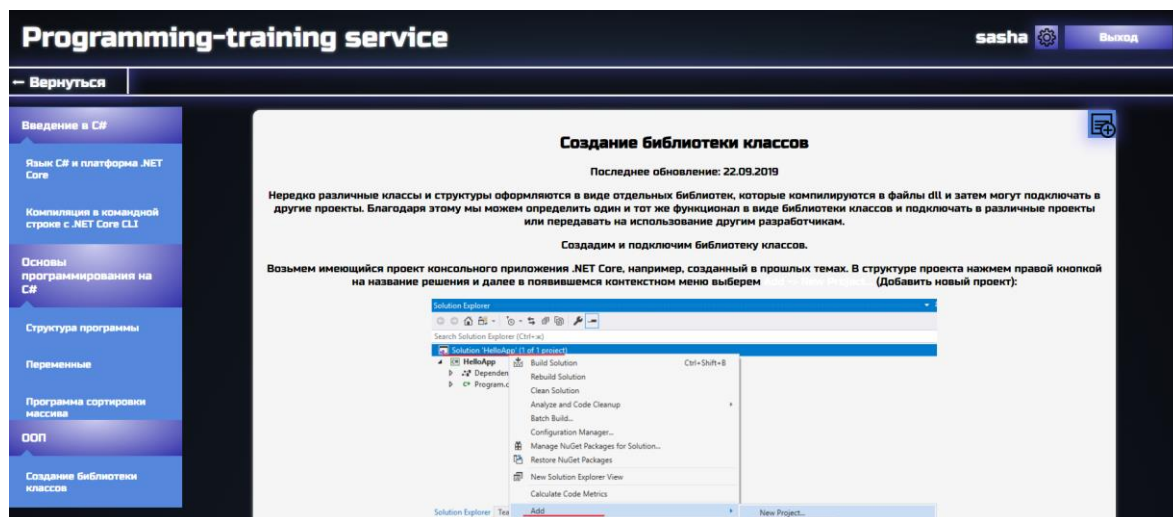 Programming-training service
sasha
Выход
← Вернуться
Введение в C#
Язык C# и платформа .NET
Core
Компиляция в командной
строке с .NET Core CLI
Основы
программирования на
C#
Структура программы
Переменные
Программа сортировки
массива
ООП
Создание библиотеки
классов
Создание библиотеки классов
Последнее обновление: 22.09.2019
Нередко различные классы и структуры оформляются в виде отдельных библиотек, которые компилируются в файлы dll и затем могут подключать в
другие проекты. Благодаря этому мы можем определить один и тот же функционал в виде библиотеки классов и подключать в различные проекты
или передавать на использование другим разработчикам.
Создадим и подключим библиотеку классов.
Возьмем имеющийся проект консольного приложения .NET Core, например, созданный в прошлых темах. В структуре проекта нажмем правой кнопкой
на название решения и далее в появившемся контекстном меню выберем (Добавить новый проект):
Solution Explorer
Search Solution Explorer (Ctrl+ж)
Solution 'HelloApp' (1 of 1 project)
HelloApp
Dependen
Program.c
Build Solution Ctrl+Shift+B
Rebuild Solution
Clean Solution
Analyze and Code Cleanup
Batch Build...
Configuration Manager...
Manage NuGet Packages for Solution...
Restore NuGet Packages
New Solution Explorer View
Calculate Code Metrics
Solution Explorer Tea Add New Project...